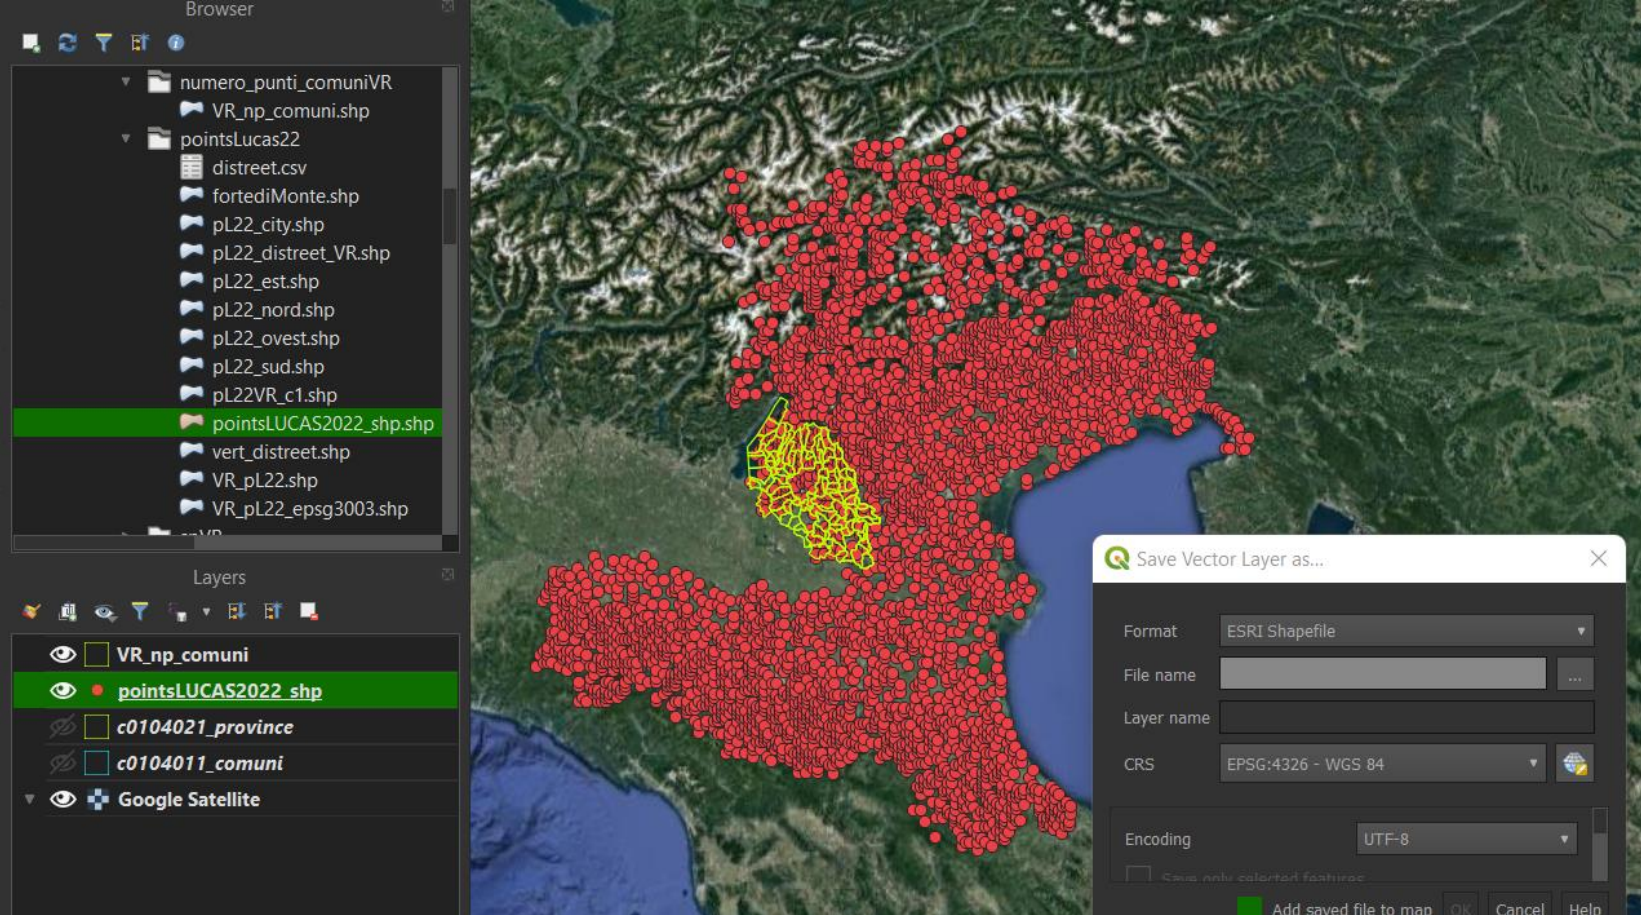 Browser
numero_punti_comuniVR
VR_np_comuni.shp
pointsLucas22
distreet.csv
fortediMonte.shp
pL22_city.shp
pL22_distreet_VR.shp
pL22_est.shp
pL22_nord.shp
pL22_ovest.shp
pL22_sud.shp
pL22VR_c1.shp
pointsLUCAS2022_shp.shp
vert_distreet.shp
VR_pL22.shp
VR_pL22_epsg3003.shp
Layers
VR_np_comuni
pointsLUCAS2022_shp
c0104021_province
c0104011_comuni
Google Satellite
Save Vector Layer as...
Format ESRI Shapefile
File name ...
Layer name
CRS EPSG:4326 - WGS 84
Encoding UTF-8
Save only selected features
Add saved file to map OK Cancel Help